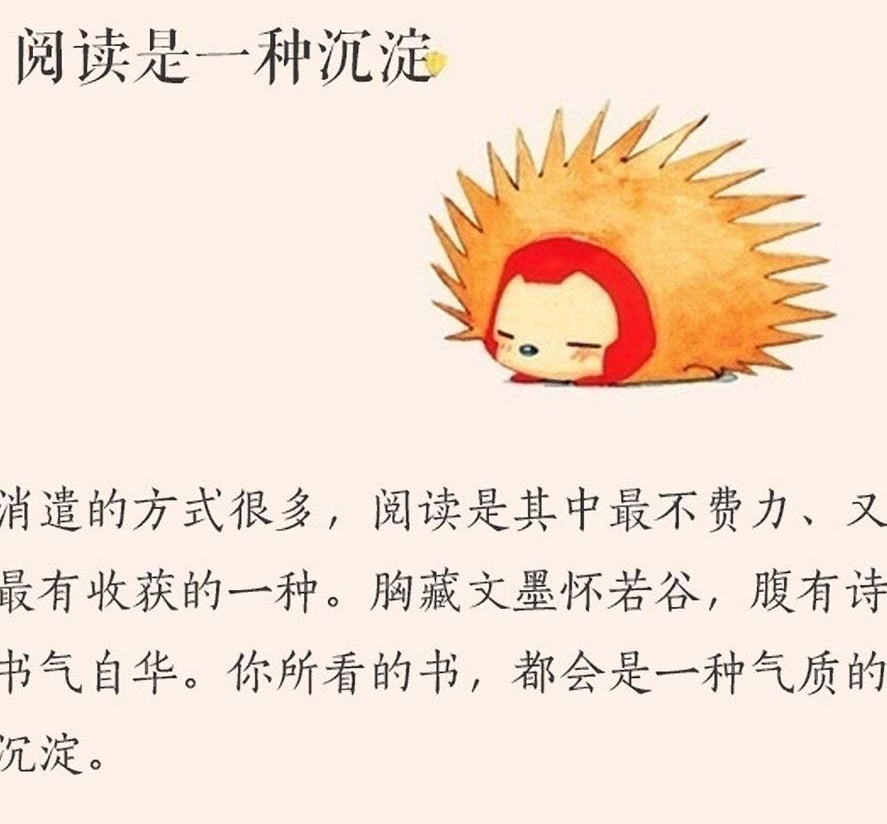 阅读是一种沉淀
消遣的方式很多，阅读是其中最不费力、又
最有收获的一种。胸藏文墨怀若谷，腹有诗
书气自华。你所看的书，都会是一种气质的
沉淀。